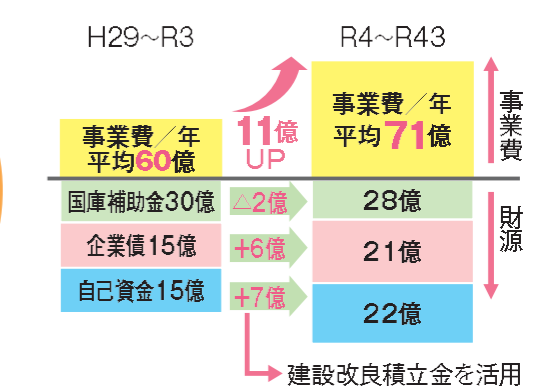 H29～R3
R4～R43
事業費／年
平均60億
11億
UP
事業費／年
平均71億
事業費
国庫補助金30億
△2億
28億
企業債15億
+6億
21億
自己資金15億
+7億
22億
財源
建設改良積立金を活用